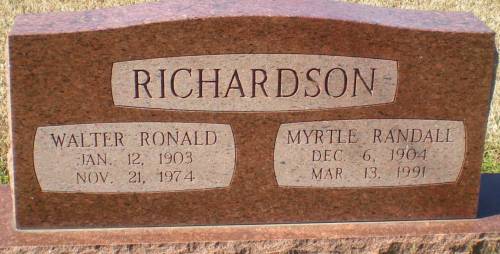 RICHARDSON
WALTER RONALD
JAN. 12, 1903
NOV. 21, 1974
MYRTLE RANDALL
DEC. 6, 1904
MAR. 13, 1991